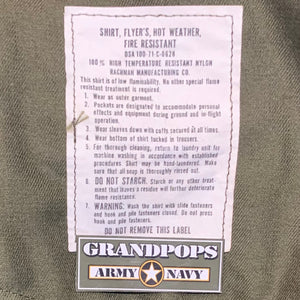 SHIRT, FLYER'S, HOT WEATHER,
FIRE RESISTANT
DSA 100-71-C-0628
100 % HIGH TEMPERATURE RESISTANT NYLON
RACHMAN MANUFACTURING CO.
This shirt is of low flammability. No other special flame
resistant treatment is required.
1. Wear as outer garment.
2. Pockets are designed to accommodate personal
effects and equipment during ground and in-flight
operation.
3. Wear sleeves down with cuffs secured at all times.
4. Wear bottom of shirt tucked in trousers.
5. For thorough cleaning, return to laundry unit for
machine washing in accordance with established
procedures. Shirt may be hand-laundered. Make
sure that all soap is thoroughly rinsed out.
6. DO NOT STARCH. Starch or any other treat-
ment that leaves a residue will further deteriorate
flame resistance.
7. WARNING: Wash the shirt with slide fasteners
and hook and pile fasteners closed. Do not press
hook and pile fasteners.
DO NOT REMOVE THIS LABEL
GRANDPOPS
ARMY NAVY